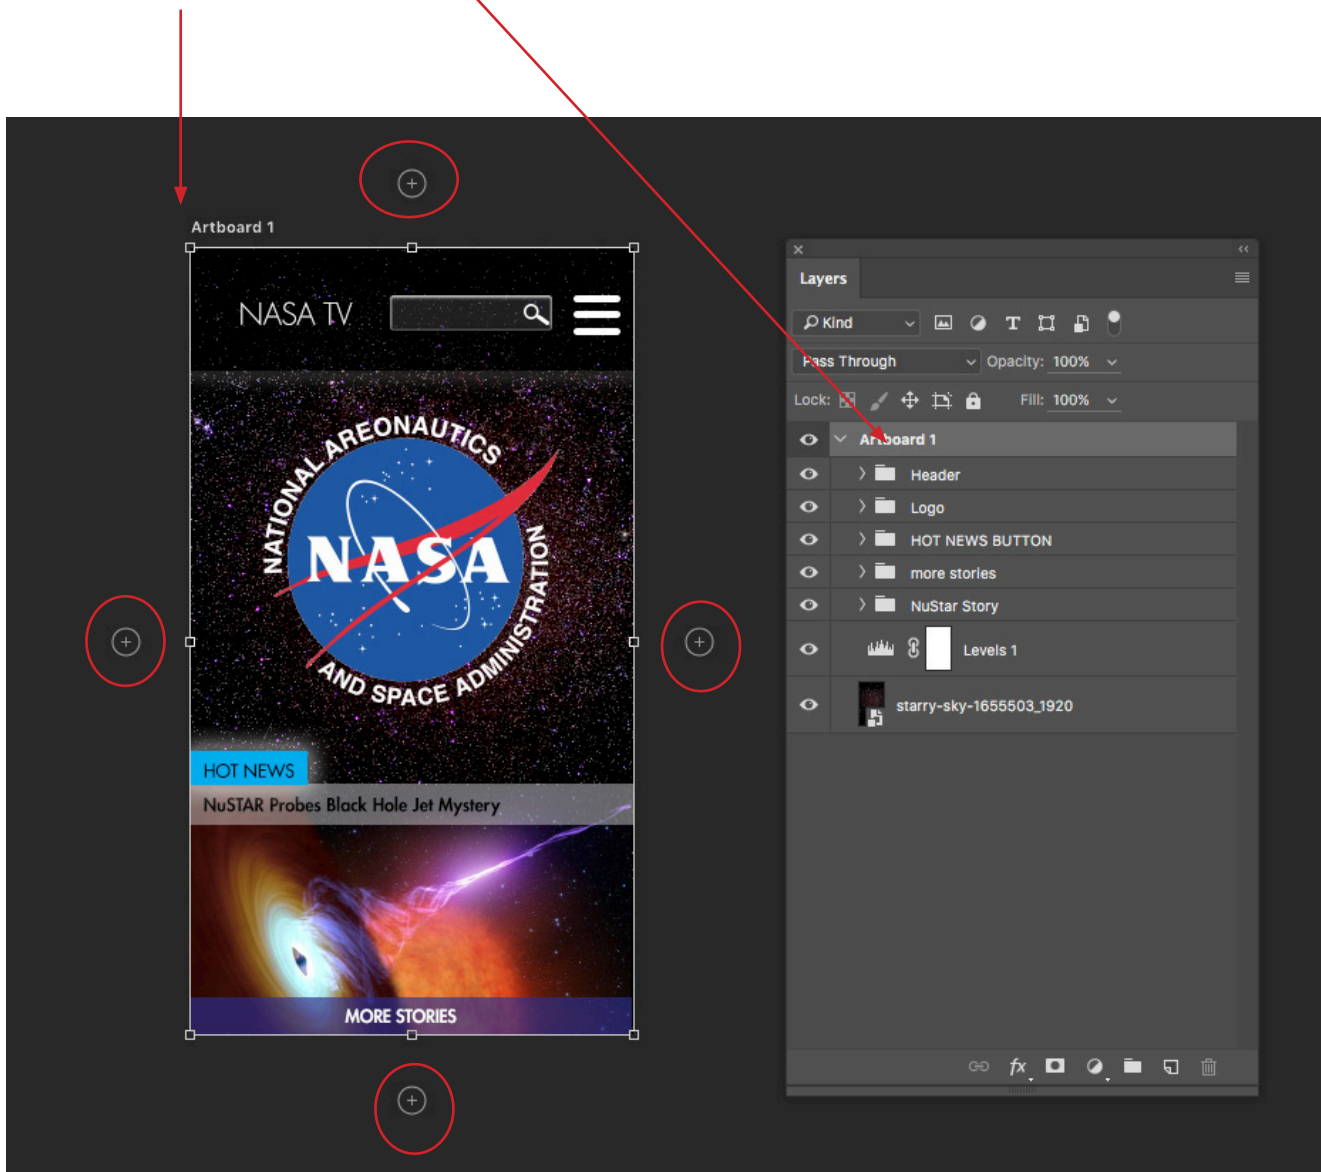 Artboard 1
NASA TV
NATIONAL AREONAUTICS
NASA
AND SPACE ADMINISTRATION
HOT NEWS
NuSTAR Probes Black Hole Jet Mystery
MORE STORIES
Layers
Kind
Pass Through Opacity: 100%
Lock: Fill: 100%
Artboard 1
Header
Logo
HOT NEWS BUTTON
more stories
NuStar Story
Levels 1
starry-sky-1655503_1920
fx